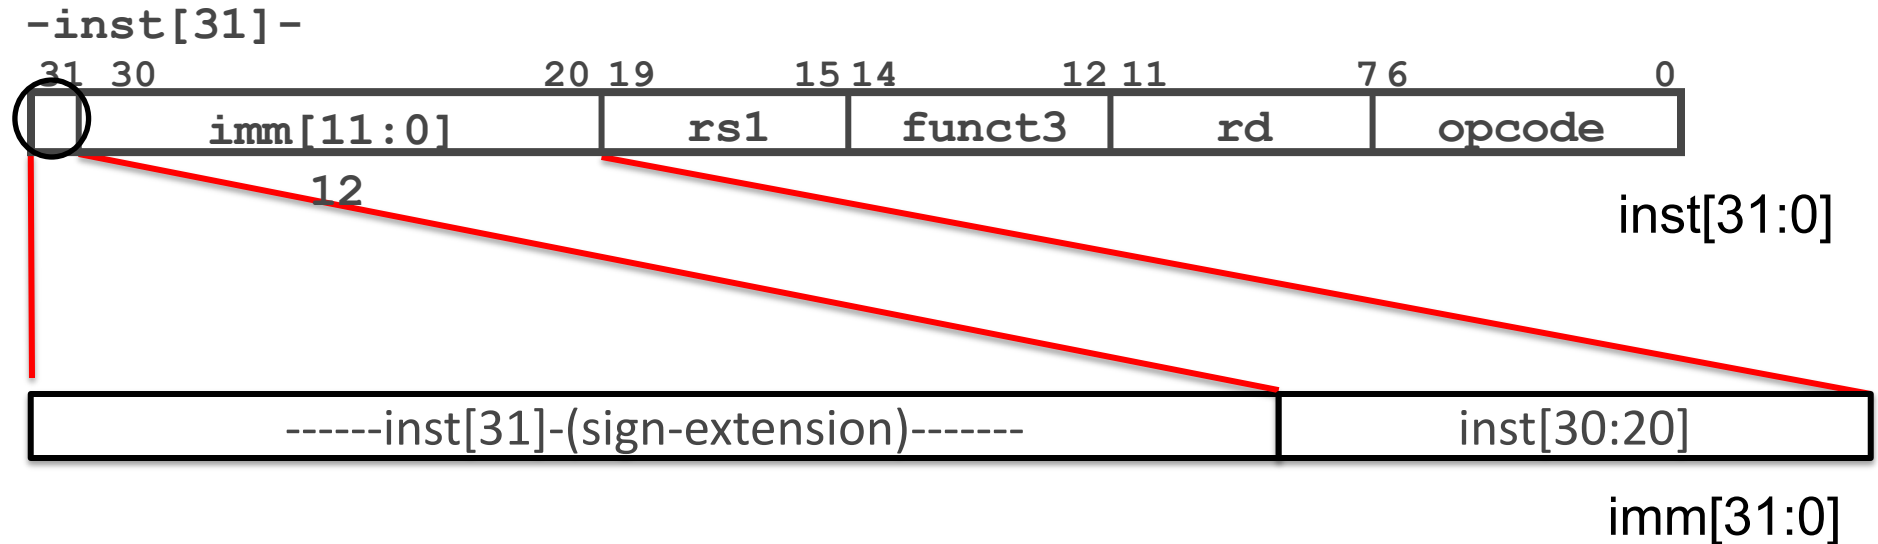 -inst[31]-
31 30 20 19 15 14 12 11 7 6 0
imm[11:0] rs1 funct3 rd opcode
12
inst[31:0]
------inst[31]-(sign-extension)------- inst[30:20]
imm[31:0]